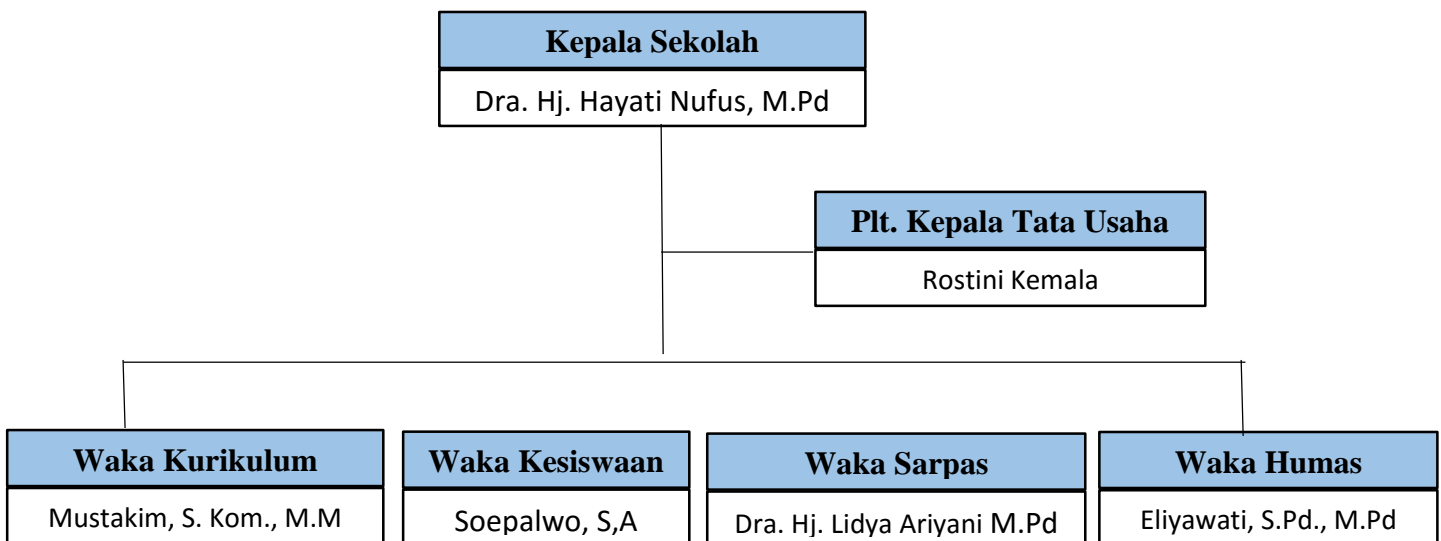 Kepala Sekolah
Dra. Hj. Hayati Nufus, M.Pd
Plt. Kepala Tata Usaha
Rostini Kemala
Waka Kurikulum
Mustakim, S. Kom., M.M
Waka Kesiswaan
Soepalwo, S,A
Waka Sarpas
Dra. Hj. Lidya Ariyani M.Pd
Waka Humas
Eliyawati, S.Pd., M.Pd